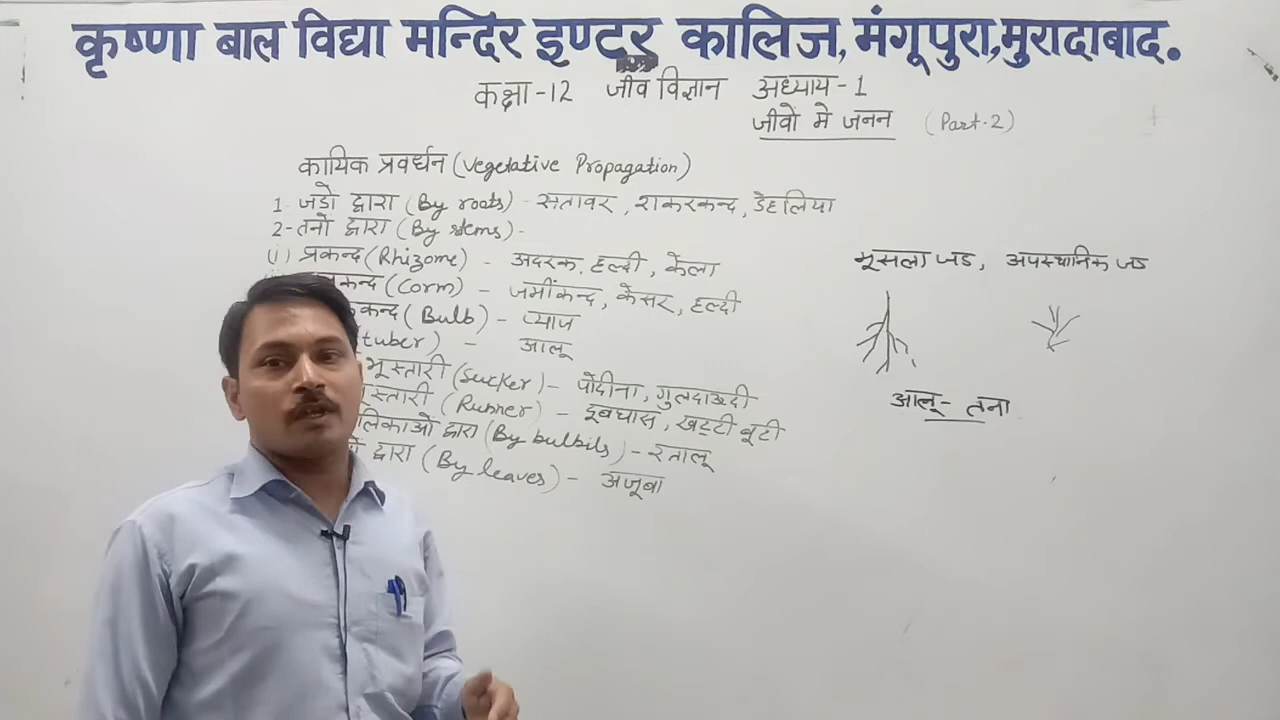 कृष्णा बाल विद्या मन्दिर इण्टर कालिज, मंगूपुरा,मुरादाबाद.
कक्षा-12 जीव विज्ञान अध्याय-1
जीवो मे जनन (Part-2)
कायिक प्रवर्धन (vegetative Propagation)
1- जडो द्वारा (By roots) - सतावर, शकरकन्द, डेहलिया
2- तनो द्वारा (By stems)-
(i) प्रकन्द (Rhizome) - अदरक, हल्दी, केला
कन्द (Corm) - जमींकन्द, केसर, हल्दी
कन्द (Bulb) - प्याज
tuber) - आलू
भूस्तारी (Sucker) - पोदीना, गुलदाऊदी
स्तारी (Runner) - दूबघास, खट्टी बूटी
लिकाओ द्वारा (By bulbils) - रतालू
द्वारा (By leaves) - अजूबा
मूसला जड, अपस्थानिक जड
आलू - तना